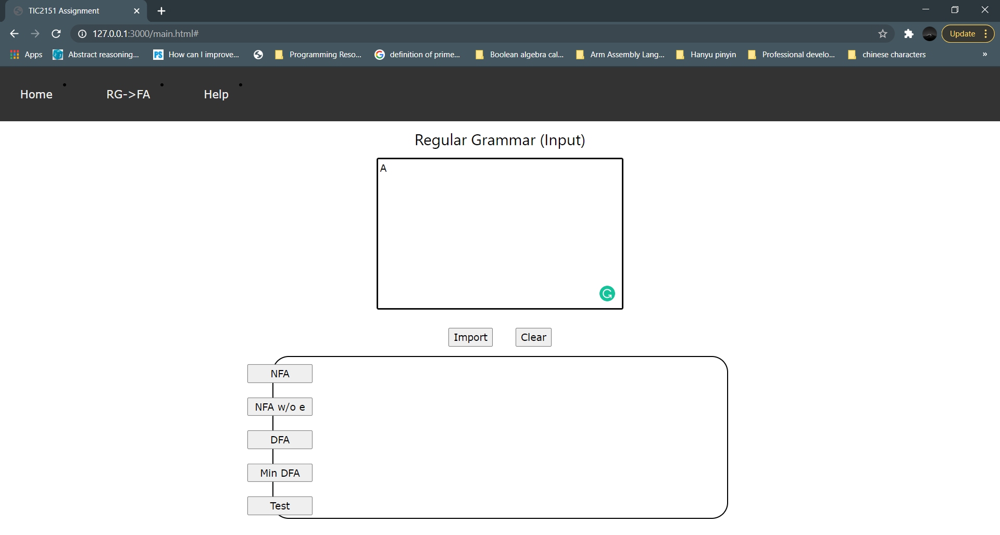 TIC2151 Assignment
127.0.0.1:3000/main.html#
Update
Apps
Abstract reasoning...
PS
How can I improve...
Programming Reso...
definition of prime...
Boolean algebra cal...
Arm Assembly Lang...
Hanyu pinyin
Professional develo...
chinese characters
»
Home
RG->FA
Help
Regular Grammar (Input)
A
Import
Clear
NFA
NFA w/o e
DFA
Min DFA
Test